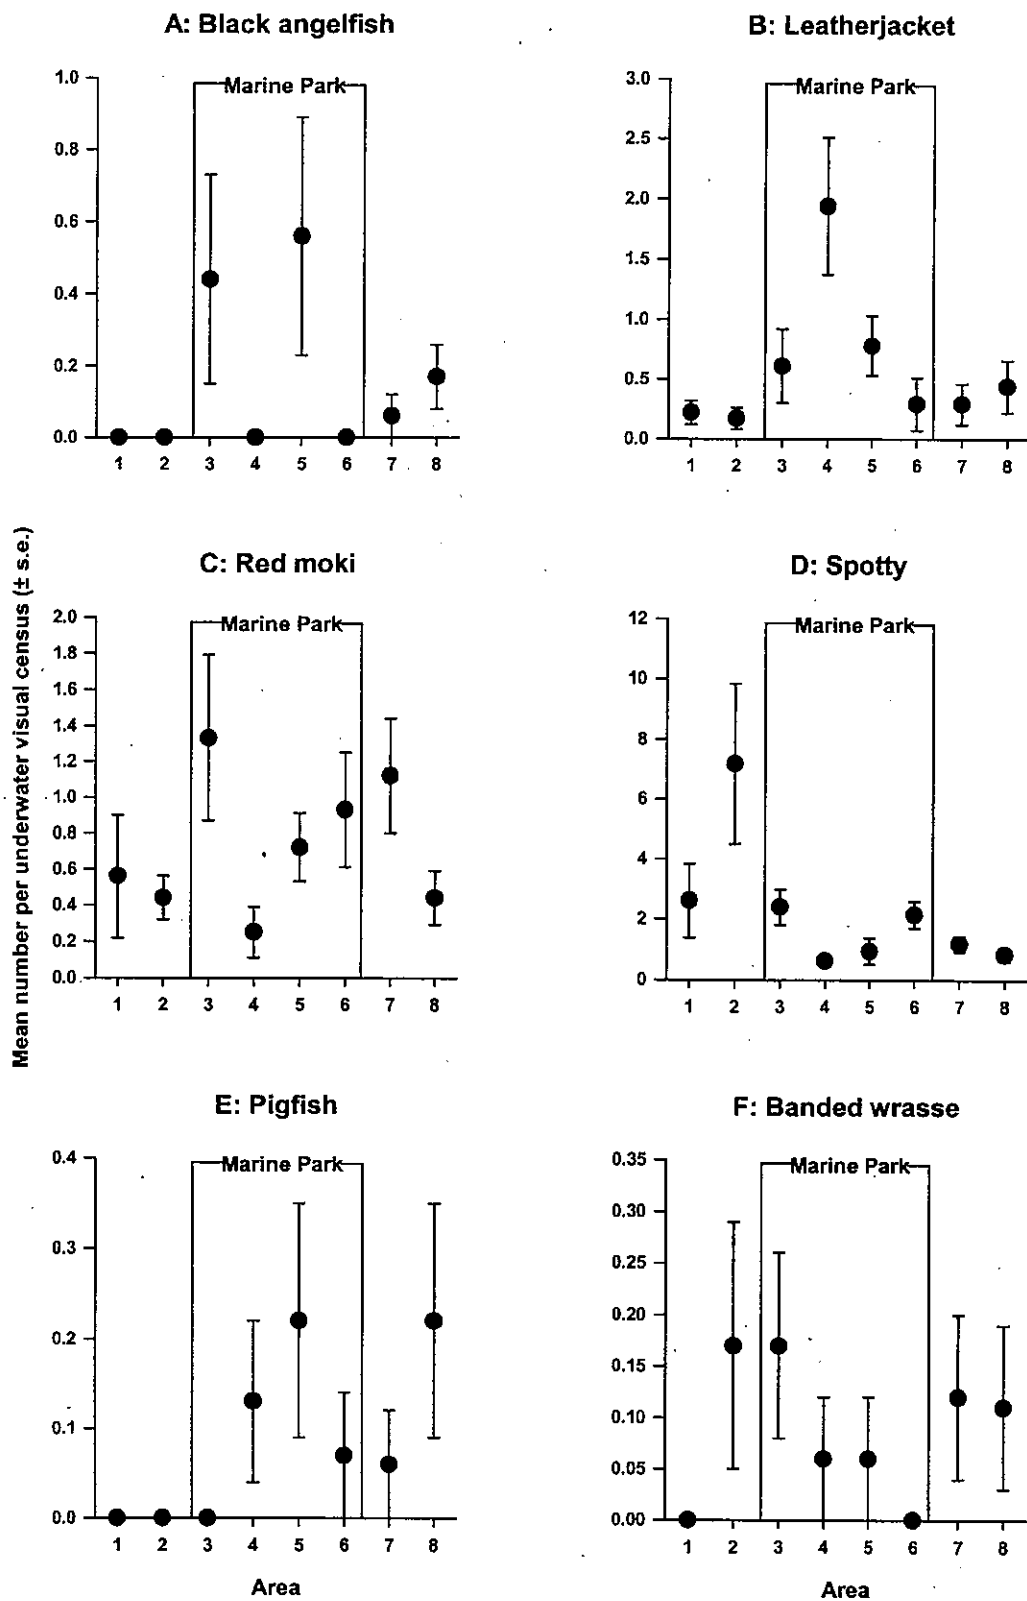 A: Black angelfish
B: Leatherjacket
1.0
0.8
0.6
0.4
0.2
0.0
Marine Park
1 2 3 4 5 6 7 8
3.0
2.5
2.0
1.5
1.0
0.5
0.0
Marine Park
1 2 3 4 5 6 7 8
Mean number per underwater visual census (± s.e.)
C: Red moki
D: Spotty
2.0
1.8
1.6
1.4
1.2
1.0
0.8
0.6
0.4
0.2
0.0
Marine Park
1 2 3 4 5 6 7 8
12
10
8
6
4
2
0
Marine Park
1 2 3 4 5 6 7 8
E: Pigfish
F: Banded wrasse
0.4
0.3
0.2
0.1
0.0
Marine Park
1 2 3 4 5 6 7 8
Area
0.35
0.30
0.25
0.20
0.15
0.10
0.05
0.00
Marine Park
1 2 3 4 5 6 7 8
Area